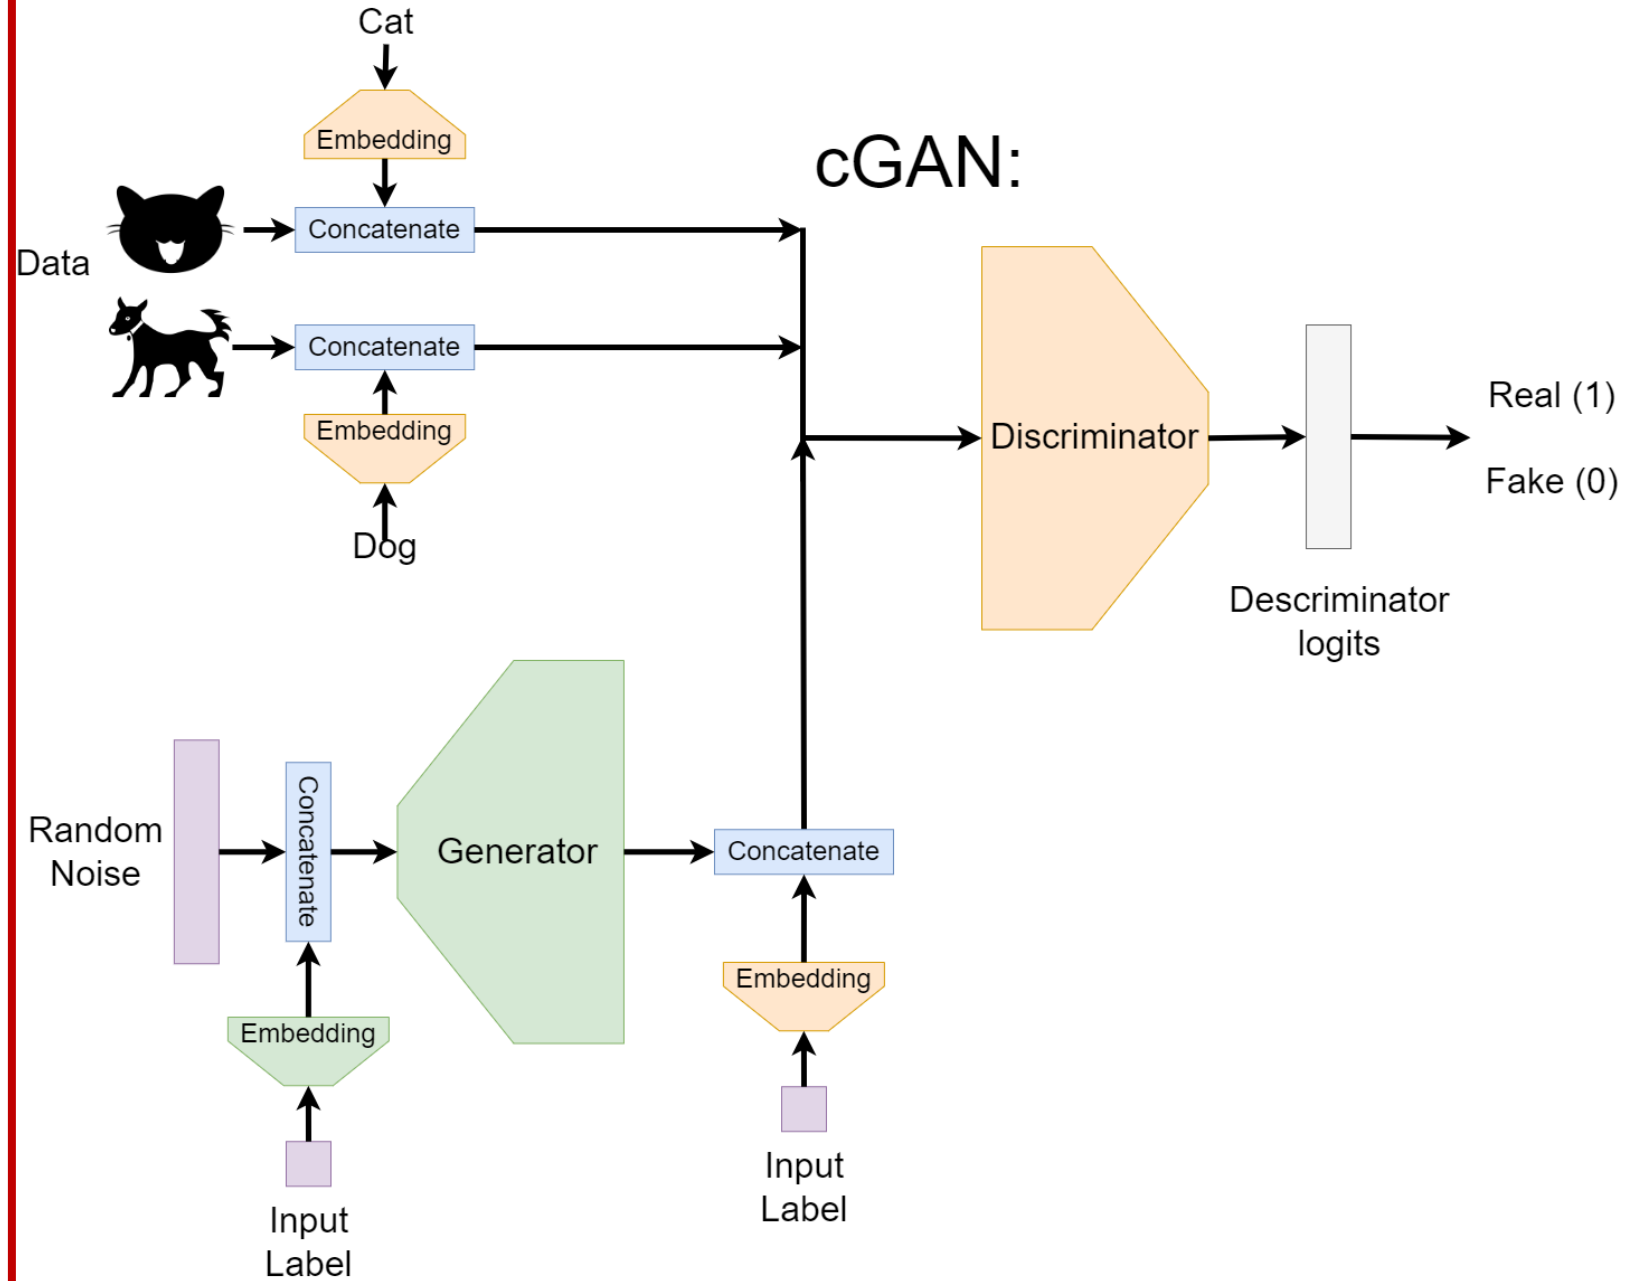 Cat
Embedding
cGAN:
Concatenate
Data
Concatenate
Embedding
Dog
Discriminator
Real (1)
Fake (0)
Descriminator
logits
Random
Noise
Concatenate
Generator
Concatenate
Embedding
Embedding
Input
Label
Input
Label